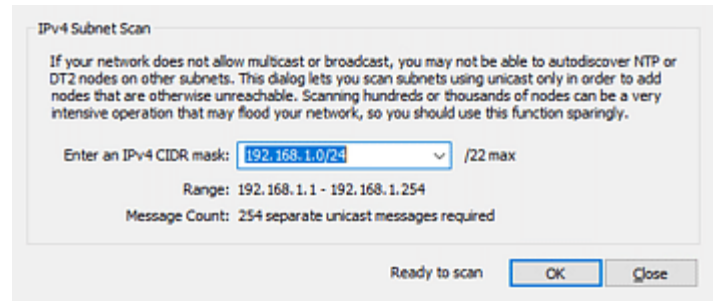 IPv4 Subnet Scan
If your network does not allow multicast or broadcast, you may not be able to autodiscover NTP or
DT2 nodes on other subnets. This dialog lets you scan subnets using unicast only in order to add
nodes that are otherwise unreachable. Scanning hundreds or thousands of nodes can be a very
intensive operation that may flood your network, so you should use this function sparingly.
Enter an IPv4 CIDR mask: 192.168.1.0/24 /22 max
Range: 192.168.1.1 - 192.168.1.254
Message Count: 254 separate unicast messages required
Ready to scan OK Close